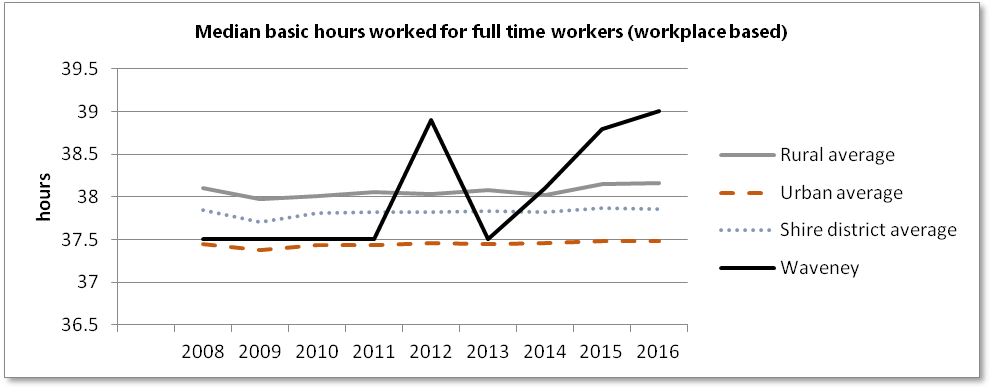 Median basic hours worked for full time workers (workplace based)
hours
39.5
39
38.5
38
37.5
37
36.5
2008 2009 2010 2011 2012 2013 2014 2015 2016
Rural average
Urban average
Shire district average
Waveney